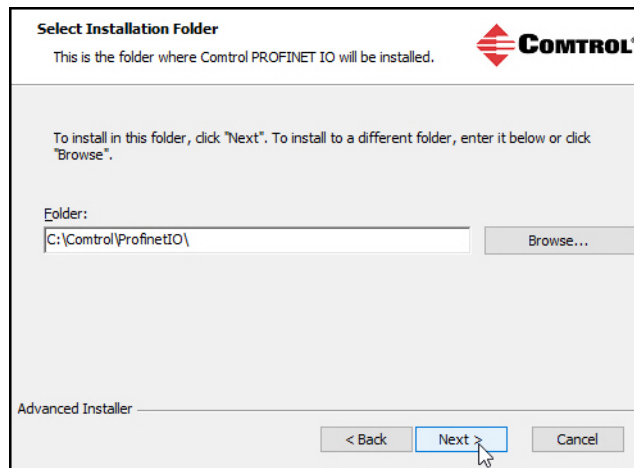 Select Installation Folder
This is the folder where Comtrol PROFINET IO will be installed.
COMTROL
To install in this folder, click "Next". To install to a different folder, enter it below or click
"Browse".
Folder:
C:\Comtrol\ProfinetIO\
Browse...
Advanced Installer
< Back
Next >
Cancel